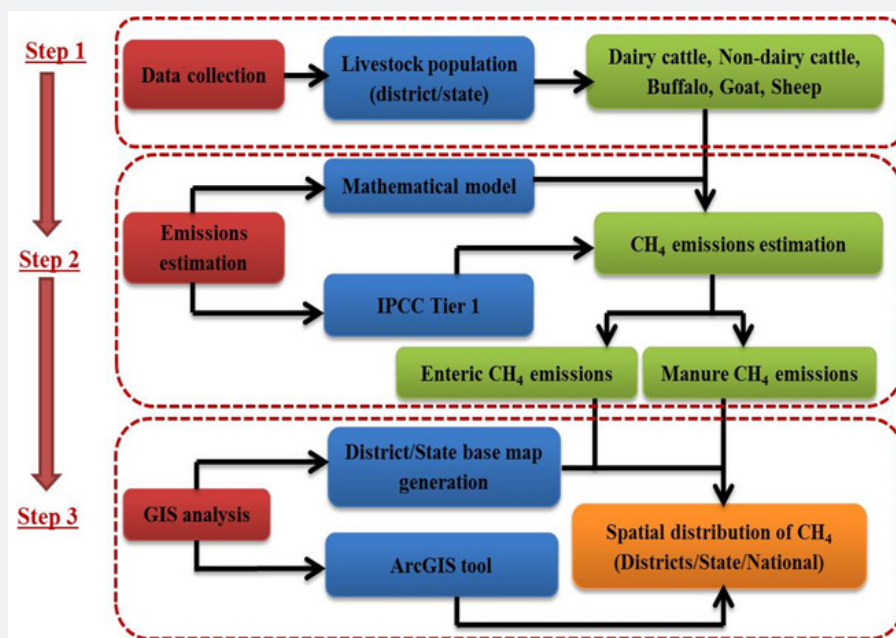 Step 1
Data collection
Livestock population
(district/state)
Dairy cattle, Non-dairy cattle,
Buffalo, Goat, Sheep
Step 2
Emissions
estimation
Mathematical model
IPCC Tier 1
CH₄ emissions estimation
Enteric CH₄ emissions
Manure CH₄ emissions
Step 3
GIS analysis
District/State base map
generation
ArcGIS tool
Spatial distribution of CH₄
(Districts/State/National)